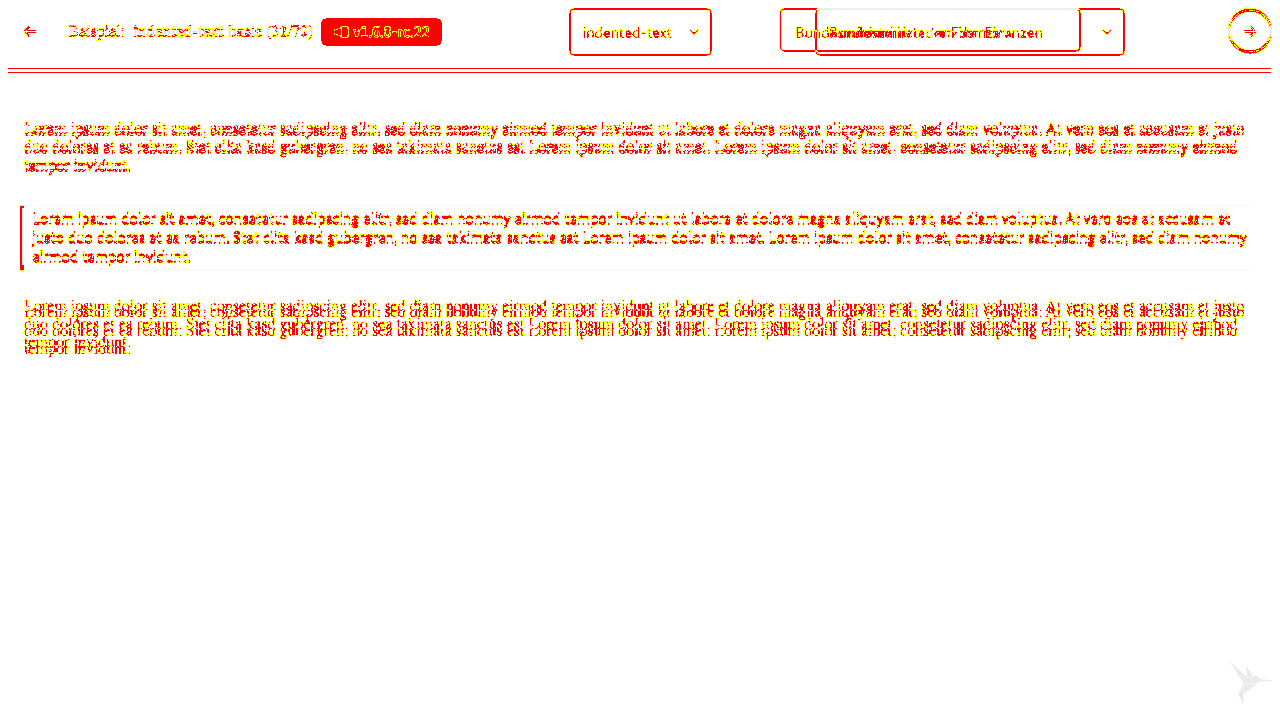 Beispiel: indented-text basic (31/71) v1.6.0-rc.22
indented-text
Lorem ipsum dolor sit amet, consetetur sadipscing elitr, sed diam nonumy eirmod tempor invidunt ut labore et dolore magna aliquyam erat, sed diam voluptua. At vero eos et accusam et justo
duo dolores et ea rebum. Stet clita kasd gubergren, no sea takimata sanctus est Lorem ipsum dolor sit amet. Lorem ipsum dolor sit amet, consetetur sadipscing elitr, sed diam nonumy eirmod
tempor invidunt.
Lorem ipsum dolor sit amet, consetetur sadipscing elitr, sed diam nonumy eirmod tempor invidunt ut labore et dolore magna aliquyam erat, sed diam voluptua. At vero eos et accusam et
justo duo dolores et ea rebum. Stet clita kasd gubergren, no sea takimata sanctus est Lorem ipsum dolor sit amet. Lorem ipsum dolor sit amet, consetetur sadipscing elitr, sed diam nonumy
eirmod tempor invidunt.
Lorem ipsum dolor sit amet, consetetur sadipscing elitr, sed diam nonumy eirmod tempor invidunt ut labore et dolore magna aliquyam erat, sed diam voluptua. At vero eos et accusam et justo
duo dolores et ea rebum. Stet clita kasd gubergren, no sea takimata sanctus est Lorem ipsum dolor sit amet. Lorem ipsum dolor sit amet, consetetur sadipscing elitr, sed diam nonumy eirmod
tempor invidunt.